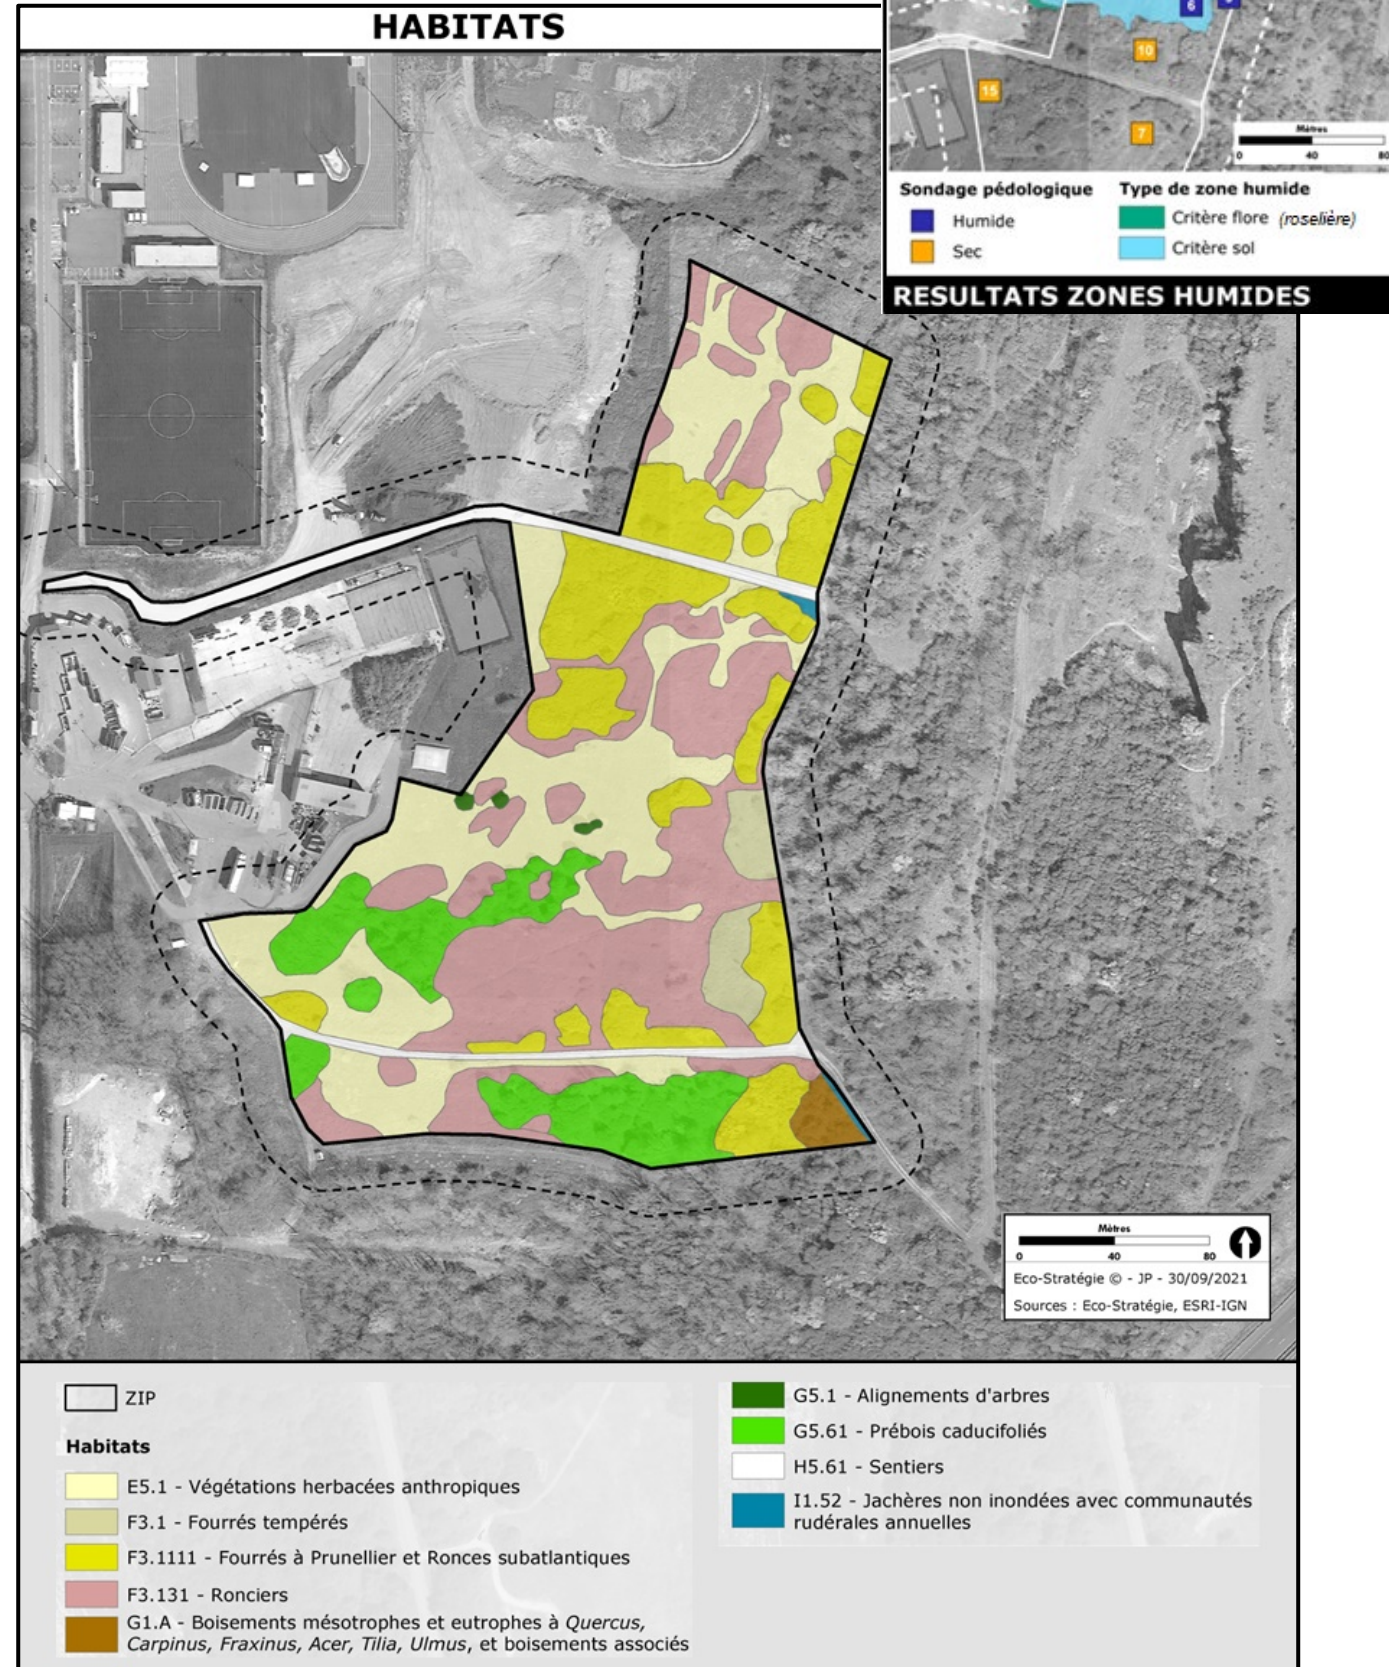 HABITATS
6
10
15
7
Mètres
0 40 80
Sondage pédologique
Humide
Sec
Type de zone humide
Critère flore (roselière)
Critère sol
RESULTATS ZONES HUMIDES
Mètres
0 40 80
Eco-Stratégie © - JP - 30/09/2021
Sources : Eco-Stratégie, ESRI-IGN
ZIP
Habitats
E5.1 - Végétations herbacées anthropiques
F3.1 - Fourrés tempérés
F3.1111 - Fourrés à Prunellier et Ronces subatlantiques
F3.131 - Ronciers
G1.A - Boisements mésotrophes et eutrophes à Quercus,
Carpinus, Fraxinus, Acer, Tilia, Ulmus, et boisements associés
G5.1 - Alignements d'arbres
G5.61 - Prébois caducifoliés
H5.61 - Sentiers
I1.52 - Jachères non inondées avec communautés
rudérales annuelles